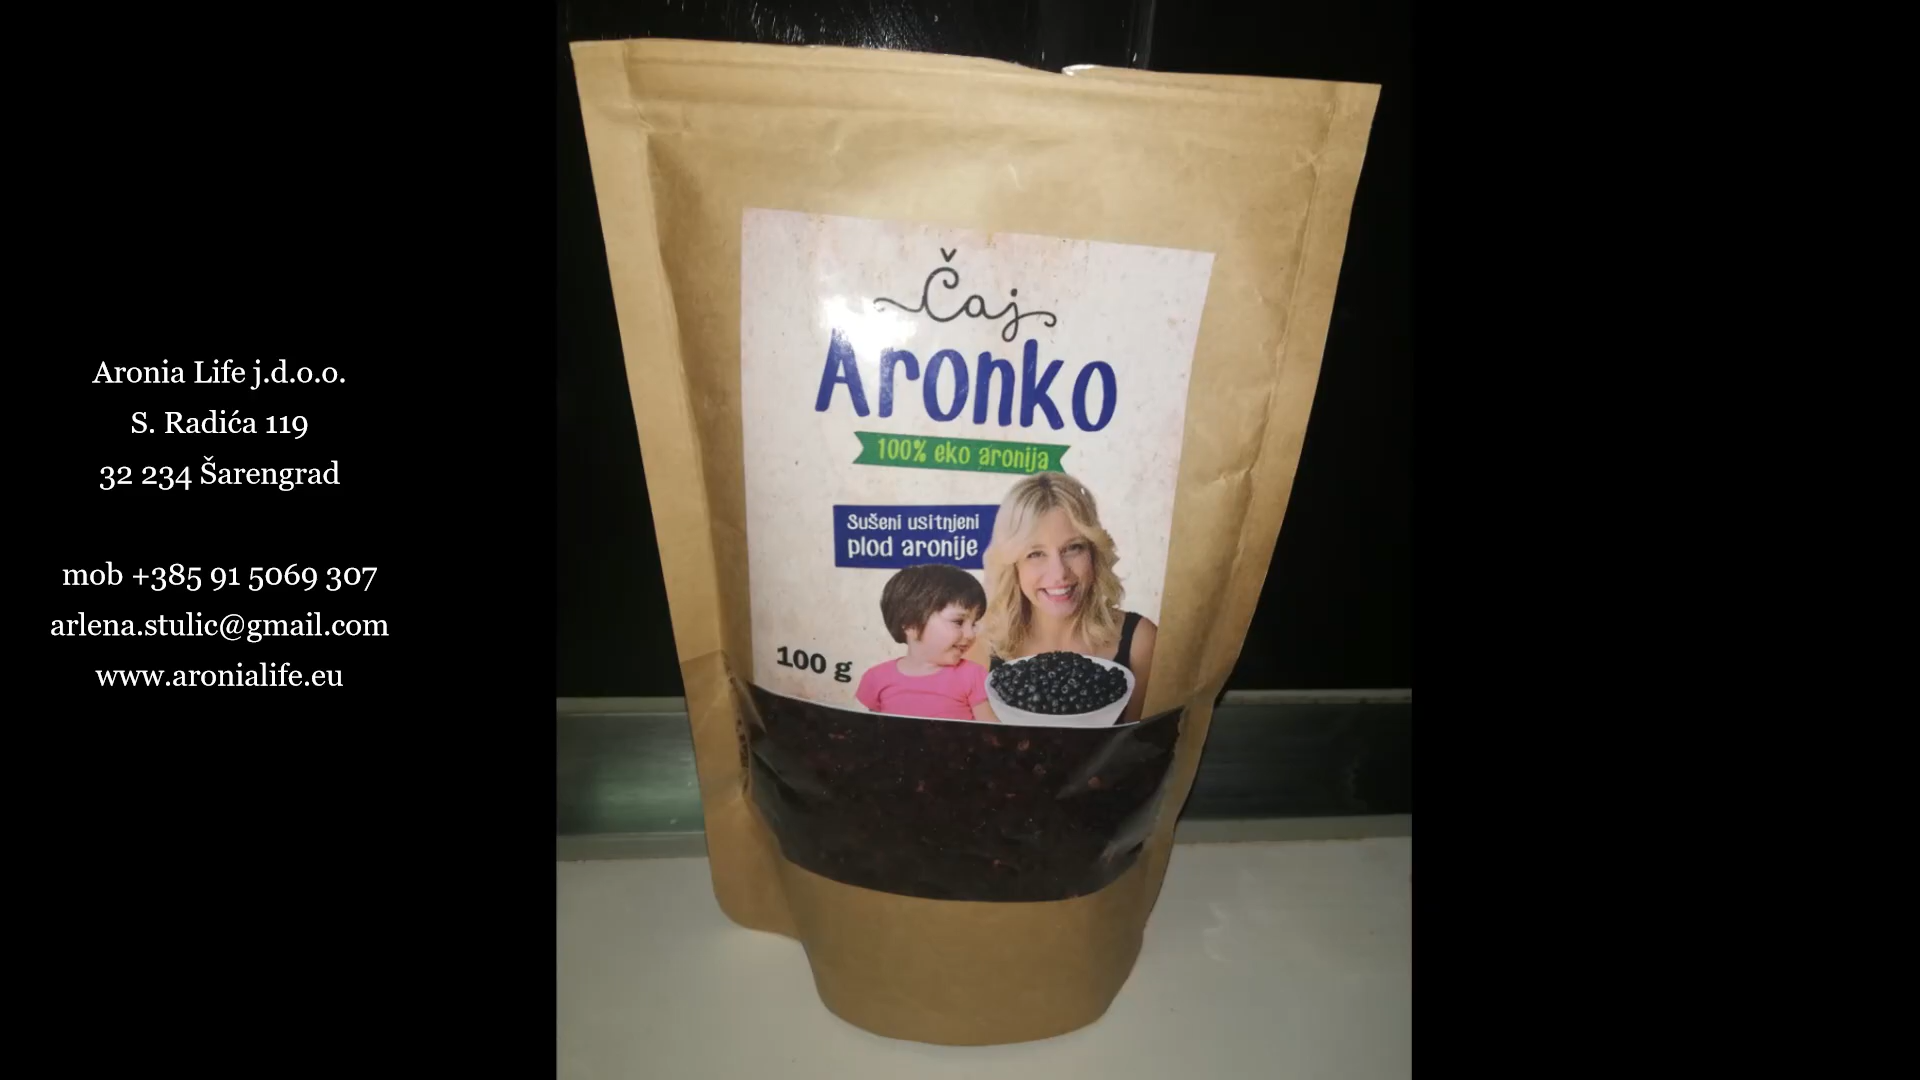 Aronia Life j.d.o.o.
S. Radića 119
32 234 Šarengrad
mob +385 91 5069 307
arlena.stulic@gmail.com
www.aronialife.eu
Čaj
Aronko
100% eko aronija
Sušeni usitnjeni
plod aronije
100 g